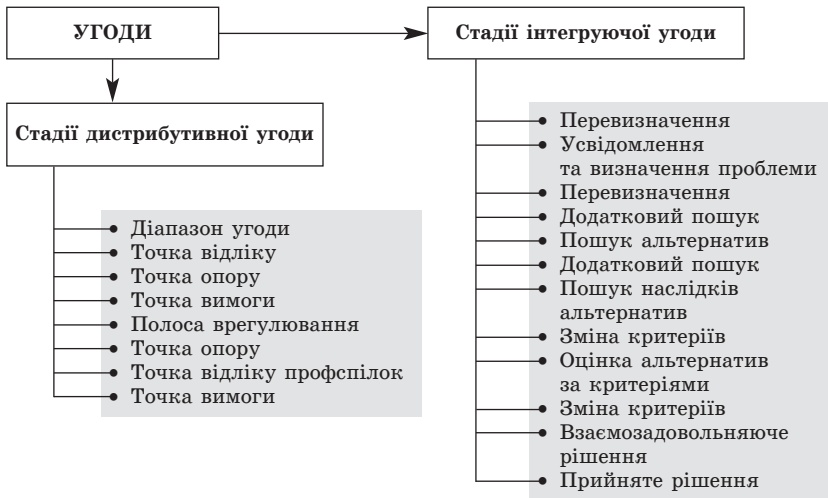 УГОДИ
Стадії дистрибутивної угоди
Діапазон угоди
Точка відліку
Точка опору
Точка вимоги
Полоса врегулювання
Точка опору
Точка відліку профспілок
Точка вимоги
Стадії інтегруючої угоди
Перевизначення
Усвідомлення
та визначення проблеми
Перевизначення
Додатковий пошук
Пошук альтернатив
Додатковий пошук
Пошук наслідків
альтернатив
Зміна критеріїв
Оцінка альтернатив
за критеріями
Зміна критеріїв
Взаємозадовольняюче
рішення
Прийняте рішення